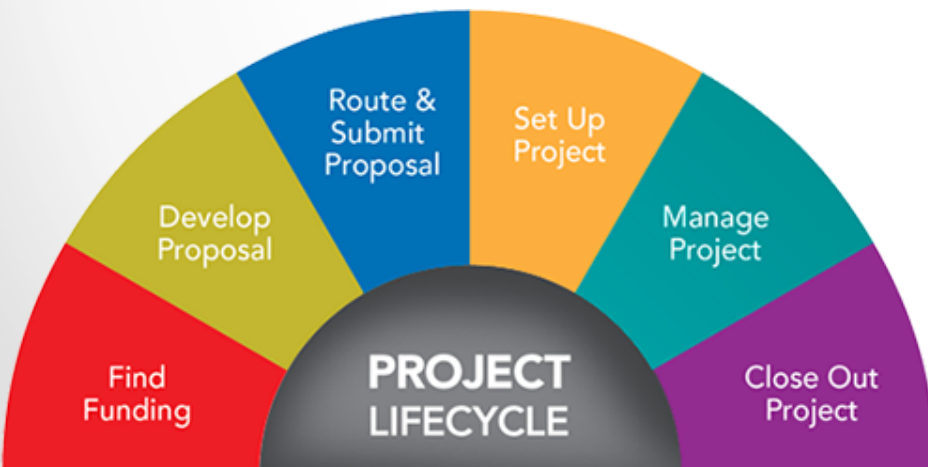 Find
Funding
Develop
Proposal
Route &
Submit
Proposal
Set Up
Project
Manage
Project
Close Out
Project
PROJECT
LIFECYCLE